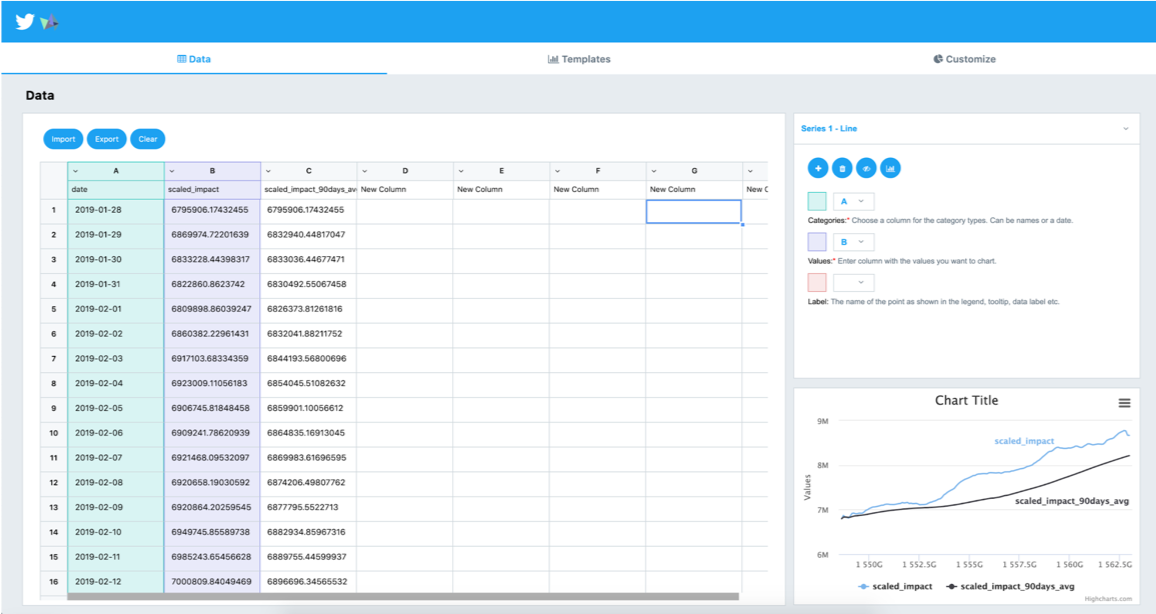 Data
Templates
Customize
Data
Import Export Clear
A B C D E F G
date scaled_impact scaled_impact_90days_av New Column New Column New Column New Column New C
1 2019-01-28 6795906.17432455 6795906.17432455
2 2019-01-29 6869974.72201639 6832940.44817047
3 2019-01-30 6833228.44398317 6833036.44677471
4 2019-01-31 6822860.8623742 6830492.55067458
5 2019-02-01 6809898.86039247 6826373.81261816
6 2019-02-02 6860382.22961431 6832041.88211752
7 2019-02-03 6917103.68334359 6844193.56800696
8 2019-02-04 6923009.11056183 6854045.51082632
9 2019-02-05 6906745.81848458 6859901.10056612
10 2019-02-06 6909241.78620939 6864835.16913045
11 2019-02-07 6921468.09532097 6869983.61696595
12 2019-02-08 6920658.19030592 6874206.49807762
13 2019-02-09 6920864.20259545 6877795.5522713
14 2019-02-10 6949745.85589738 6882934.85967316
15 2019-02-11 6985243.65456628 6889755.44599937
16 2019-02-12 7000809.84049469 6896696.34565532
Series 1 - Line
A
Categories:* Choose a column for the category types. Can be names or a date.
B
Values:* Enter column with the values you want to chart.
Label: The name of the point as shown in the legend, tooltip, data label etc.
Chart Title
9M
scaled_impact
8M
Values
scaled_impact_90days_avg
7M
6M
1 550G 1 552.5G 1 555G 1 557.5G 1 560G 1 562.5G
scaled_impact scaled_impact_90days_avg
Highcharts.com